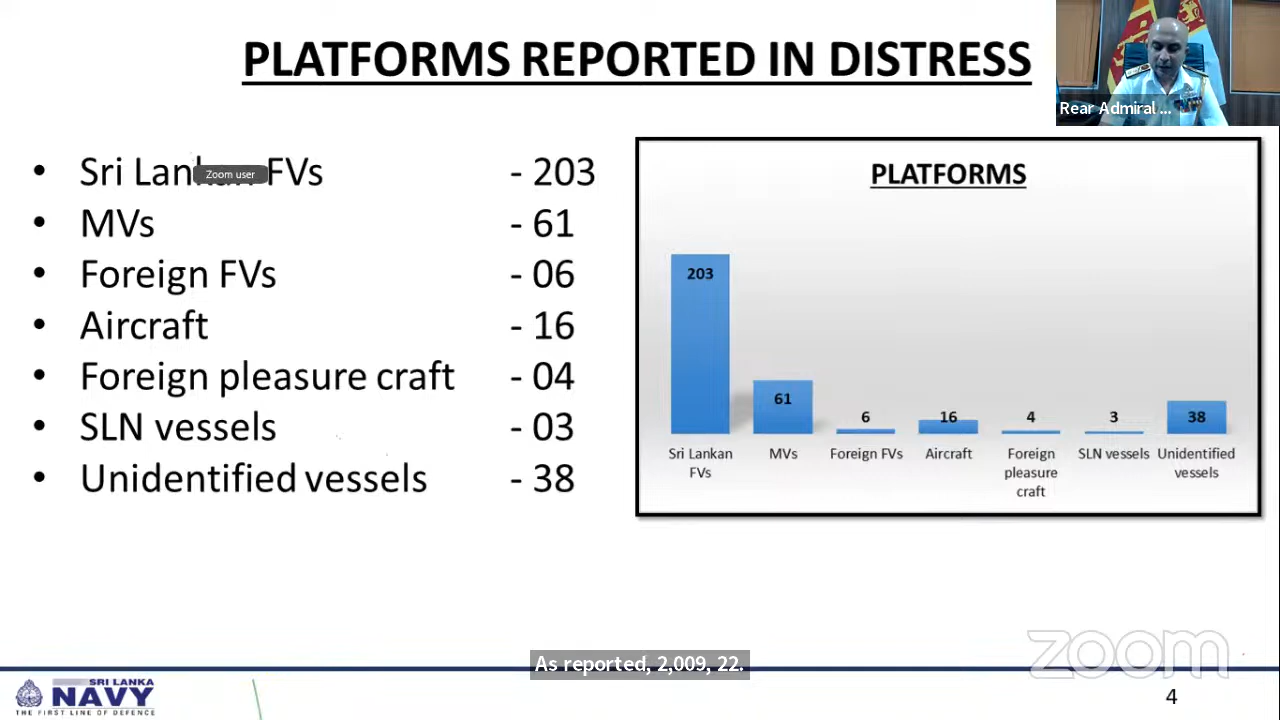 PLATFORMS REPORTED IN DISTRESS
Rear Admiral ...
• Sri Lankan FVs - 203
Zoom user
• MVs - 61
• Foreign FVs - 06
• Aircraft - 16
• Foreign pleasure craft - 04
• SLN vessels - 03
• Unidentified vessels - 38
PLATFORMS
203
61
6
16
4
3
38
Sri Lankan FVs
MVs
Foreign FVs
Aircraft
Foreign pleasure craft
SLN vessels
Unidentified vessels
zoom
As reported, 2,009, 22.
SRI LANKA
NAVY
THE FIRST LINE OF DEFENCE
4